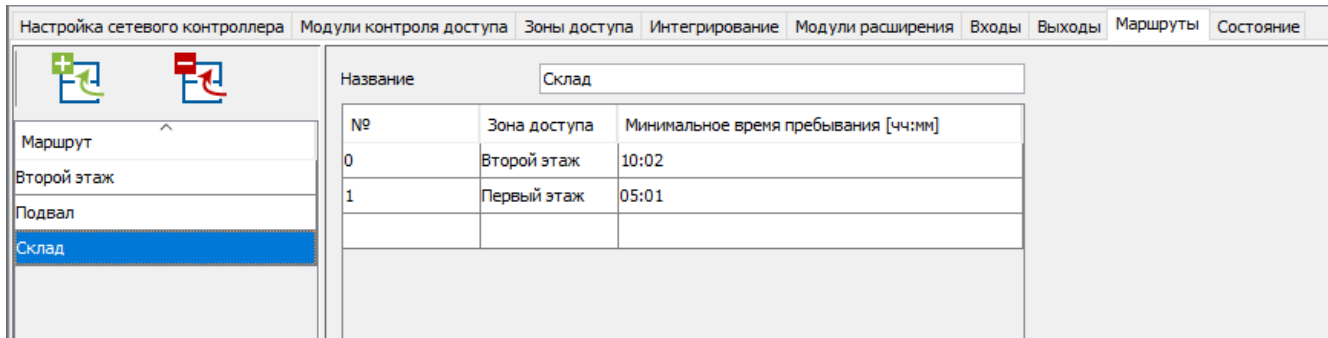 Настройка сетевого контроллера Модули контроля доступа Зоны доступа Интегрирование Модули расширения Входы Выходы Маршруты Состояние
Название Склад
Маршрут
Второй этаж
Подвал
Склад
№ Зона доступа Минимальное время пребывания [чч:мм]
0 Второй этаж 10:02
1 Первый этаж 05:01